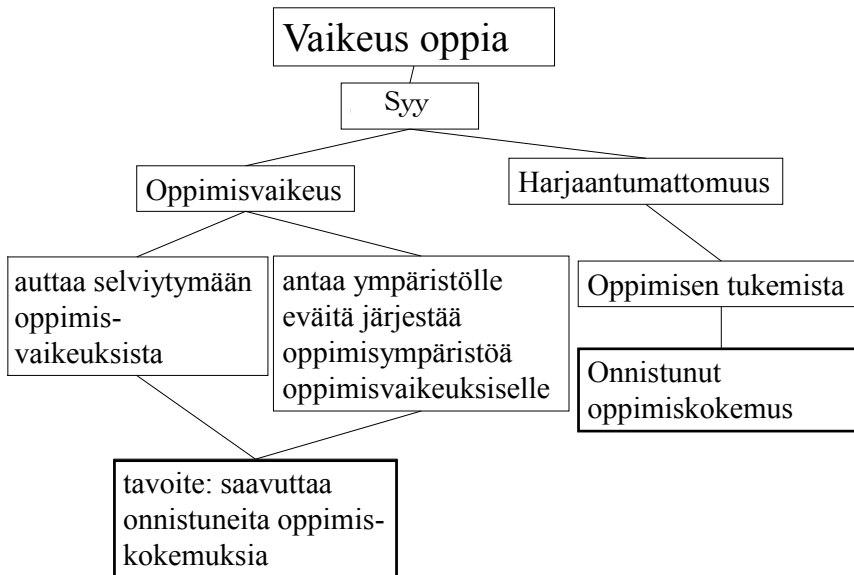 Vaikeus oppia
Syy
Oppimisvaikeus
Harjaantumattomuus
auttaa selviytymään
oppimis-
vaikeuksista
antaa ympäristölle
eväitä järjestää
oppimisympäristöä
oppimisvaikeuksiselle
Oppimisen tukemista
Onnistunut
oppimiskokemus
tavoite: saavuttaa
onnistuneita oppimis-
kokemuksia